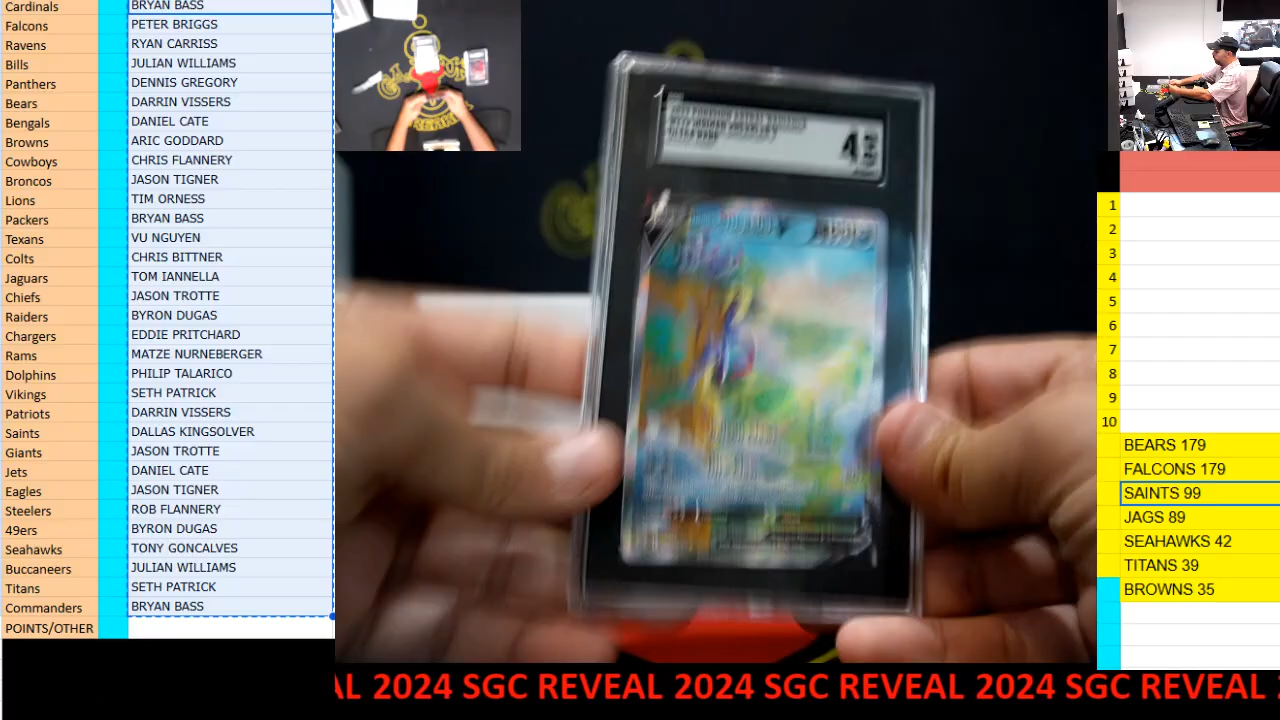 Cardinals BRYAN BASS
Falcons PETER BRIGGS
Ravens RYAN CARRISS
Bills JULIAN WILLIAMS
Panthers DENNIS GREGORY
Bears DARRIN VISSERS
Bengals DANIEL CATE
Browns ARIC GODDARD
Cowboys CHRIS FLANNERY
Broncos JASON TIGNER
Lions TIM ORNESS
Packers BRYAN BASS
Texans VU NGUYEN
Colts CHRIS BITTNER
Jaguars TOM IANNELLA
Chiefs JASON TROTTE
Raiders BYRON DUGAS
Chargers EDDIE PRITCHARD
Rams MATZE NURNEBERGER
Dolphins PHILIP TALARICO
Vikings SETH PATRICK
Patriots DARRIN VISSERS
Saints DALLAS KINGSOLVER
Giants JASON TROTTE
Jets DANIEL CATE
Eagles JASON TIGNER
Steelers ROB FLANNERY
49ers BYRON DUGAS
Seahawks TONY GONCALVES
Buccaneers JULIAN WILLIAMS
Titans SETH PATRICK
Commanders BRYAN BASS
POINTS/OTHER
4
1
2
3
4
5
6
7
8
9
10
BEARS 179
FALCONS 179
SAINTS 99
JAGS 89
SEAHAWKS 42
TITANS 39
BROWNS 35
AL 2024 SGC REVEAL 2024 SGC REVEAL 2024 SGC REVEAL 2